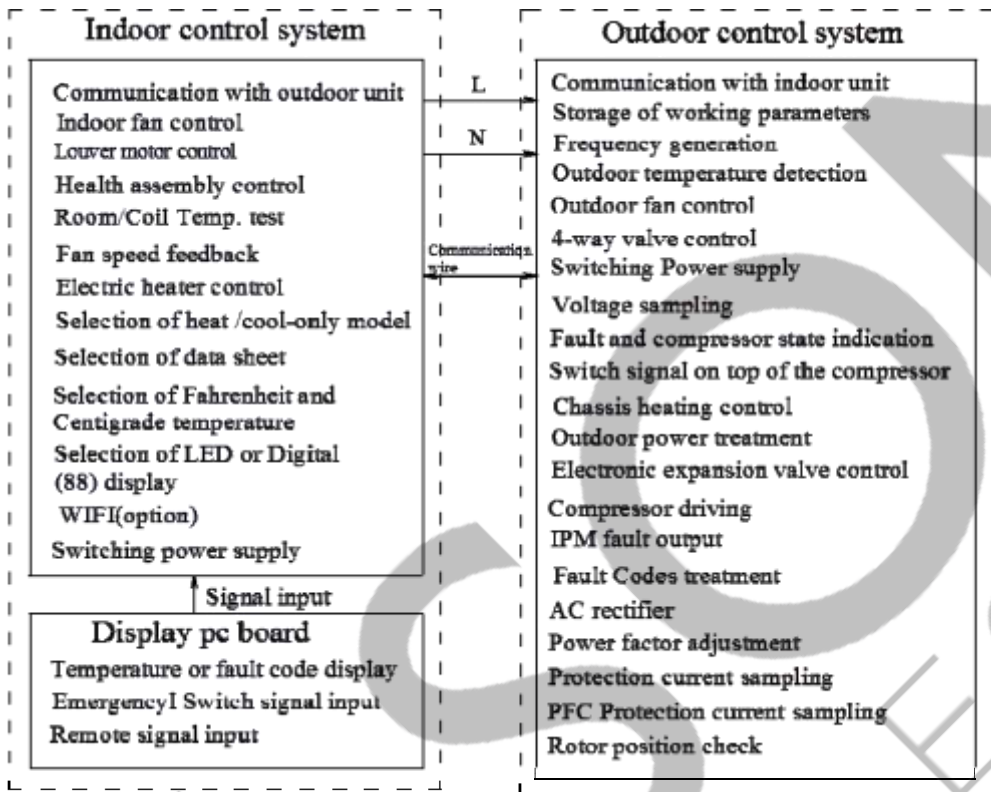 Indoor control system
Communication with outdoor unit
Indoor fan control
Louver motor control
Health assembly control
Room/Coil Temp. test
Fan speed feedback
Electric heater control
Selection of heat /cool-only model
Selection of data sheet
Selection of Fahrenheit and
Centigrade temperature
Selection of LED or Digital
(88) display
WIFI(option)
Switching power supply
Signal input
Display pc board
Temperature or fault code display
EmergencyI Switch signal input
Remote signal input
L
N
Communication
wire
Outdoor control system
Communication with indoor unit
Storage of working parameters
Frequency generation
Outdoor temperature detection
Outdoor fan control
4-way valve control
Switching Power supply
Voltage sampling
Fault and compressor state indication
Switch signal on top of the compressor
Chassis heating control
Outdoor power treatment
Electronic expansion valve control
Compressor driving
IPM fault output
Fault Codes treatment
AC rectifier
Power factor adjustment
Protection current sampling
PFC Protection current sampling
Rotor position check